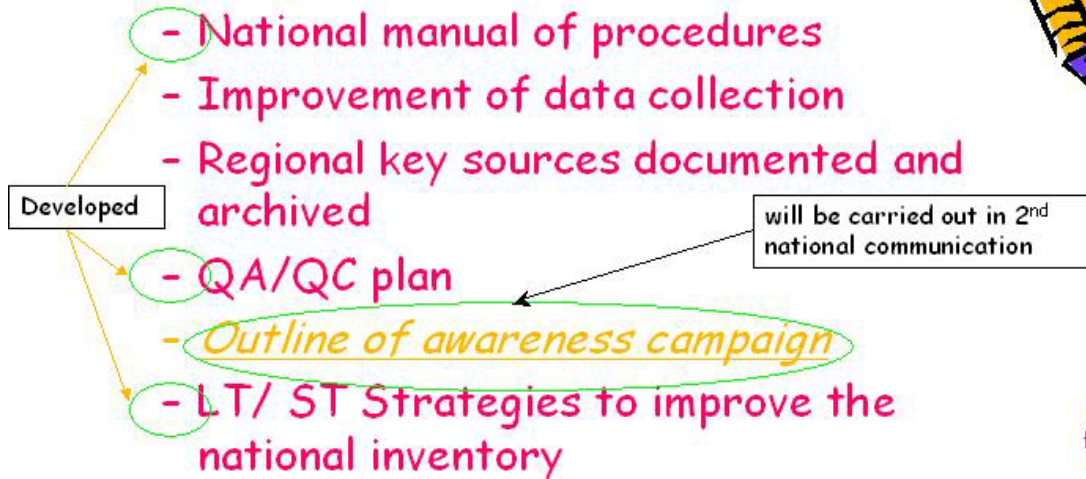 - National manual of procedures
- Improvement of data collection
- Regional key sources documented and
archived
Developed
will be carried out in 2nd
national communication
- QA/QC plan
- Outline of awareness campaign
- LT/ ST Strategies to improve the
national inventory